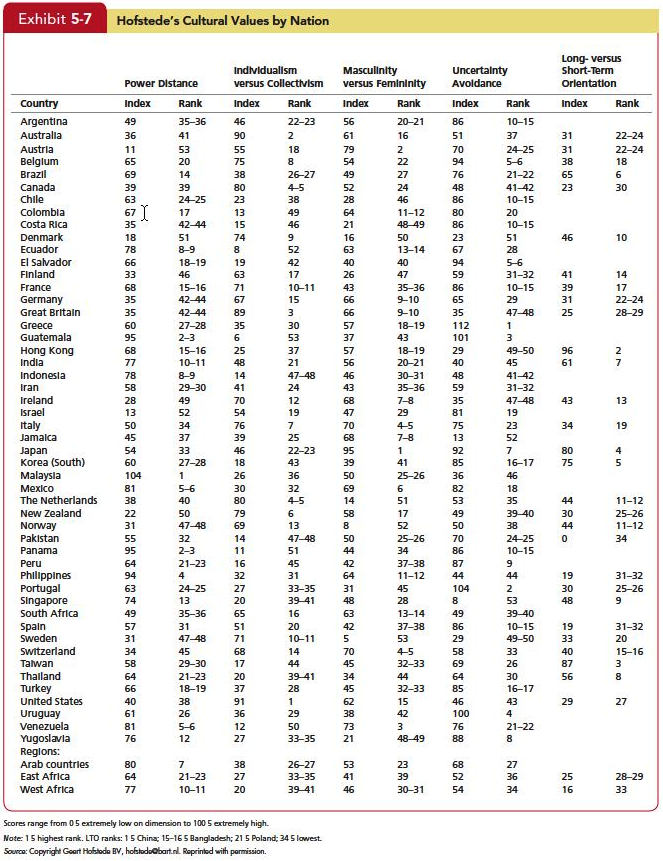 Exhibit 5-7 Hofstede's Cultural Values by Nation
Long- versus
Individualism Masculinity Uncertainty Short-Term
Power Distance versus Collectivism versus Femininity Avoidance Orientation
Country Index Rank Index Rank Index Rank Index Rank Index Rank
Argentina 49 35–36 46 22–23 56 20–21 86 10–15
Australia 36 41 90 2 61 16 51 37 31 22–24
Austria 11 53 55 18 79 2 70 24–25 31 22–24
Belgium 65 20 75 8 54 22 94 5–6 38 18
Brazil 69 14 38 26–27 49 27 76 21–22 65 6
Canada 39 39 80 4–5 52 24 48 41–42 23 30
Chile 63 24–25 23 38 28 46 86 10–15
Colombia 67 17 13 49 64 11–12 80 20
Costa Rica 35 42–44 15 46 21 48–49 86 10–15
Denmark 18 51 74 9 16 50 23 51 46 10
Ecuador 78 8–9 8 52 63 13–14 67 28
El Salvador 66 18–19 19 42 40 40 94 5–6
Finland 33 46 63 17 26 47 59 31–32 41 14
France 68 15–16 71 10–11 43 35–36 86 10–15 39 17
Germany 35 42–44 67 15 66 9–10 65 29 31 22–24
Great Britain 35 42–44 89 3 66 9–10 35 47–48 25 28–29
Greece 60 27–28 35 30 57 18–19 112 1
Guatemala 95 2–3 6 53 37 43 101 3
Hong Kong 68 15–16 25 37 57 18–19 29 49–50 96 2
India 77 10–11 48 21 56 20–21 40 45 61 7
Indonesia 78 8–9 14 47–48 46 30–31 48 41–42
Iran 58 29–30 41 24 43 35–36 59 31–32
Ireland 28 49 70 12 68 7–8 35 47–48 43 13
Israel 13 52 54 19 47 29 81 19
Italy 50 34 76 7 70 4–5 75 23 34 19
Jamaica 45 37 39 25 68 7–8 13 52
Japan 54 33 46 22–23 95 1 92 7 80 4
Korea (South) 60 27–28 18 43 39 41 85 16–17 75 5
Malaysia 104 1 26 36 50 25–26 36 46
Mexico 81 5–6 30 32 69 6 82 18
The Netherlands 38 40 80 4–5 14 51 53 35 44 11–12
New Zealand 22 50 79 6 58 17 49 39–40 30 25–26
Norway 31 47–48 69 13 8 52 50 38 44 11–12
Pakistan 55 32 14 47–48 50 25–26 70 24–25 0 34
Panama 95 2–3 11 51 44 34 86 10–15
Peru 64 21–23 16 45 42 37–38 87 9
Philippines 94 4 32 31 64 11–12 44 44 19 31–32
Portugal 63 24–25 27 33–35 31 45 104 2 30 25–26
Singapore 74 13 20 39–41 48 28 8 53 48 9
South Africa 49 35–36 65 16 63 13–14 49 39–40
Spain 57 31 51 20 42 37–38 86 10–15 19 31–32
Sweden 31 47–48 71 10–11 5 53 29 49–50 33 20
Switzerland 34 45 68 14 70 4–5 58 33 40 15–16
Taiwan 58 29–30 17 44 45 32–33 69 26 87 3
Thailand 64 21–23 20 39–41 34 44 64 30 56 8
Turkey 66 18–19 37 28 45 32–33 85 16–17
United States 40 38 91 1 62 15 46 43 29 27
Uruguay 61 26 36 29 38 42 100 4
Venezuela 81 5–6 12 50 73 3 76 21–22
Yugoslavia 76 12 27 33–35 21 48–49 88 8
Regions:
Arab countries 80 7 38 26–27 53 23 68 27
East Africa 64 21–23 27 33–35 41 39 52 36 25 28–29
West Africa 77 10–11 20 39–41 46 30–31 54 34 16 33
Scores range from 0 5 extremely low on dimension to 100 5 extremely high.
Note: 1 5 highest rank. LTO ranks: 1 5 China; 15–16 5 Bangladesh; 21 5 Poland; 34 5 lowest.
Source: Copyright Geert Hofstede BV, hofstede@bart.nl. Reprinted with permission.